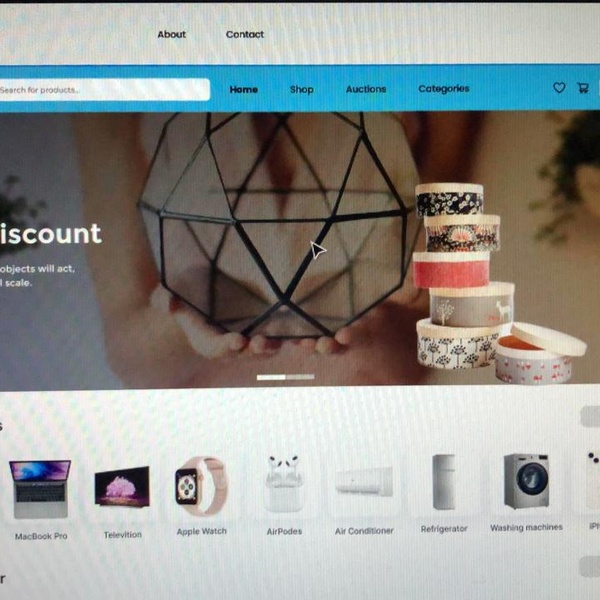 About Contact
Search for products... Home Shop Auctions Categories
iscount
objects will act,
l scale.
s
MacBook Pro Televition Apple Watch AirPodes Air Conditioner Refrigerator Washing machines iPh
r